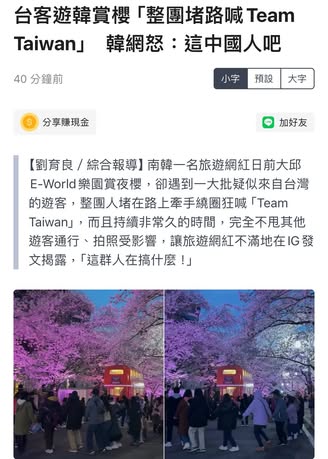 台客遊韓賞櫻「整團堵路喊Team
Taiwan」 韓網怒：這中國人吧
40 分鐘前
小字 預設 大字
分享賺現金
加好友
【劉育良／綜合報導】南韓一名旅遊網紅日前大邱
E-World樂園賞夜櫻，卻遇到一大批疑似來自台灣
的遊客，整團人堵在路上牽手繞圈狂喊「Team
Taiwan」，而且持續非常久的時間，完全不甩其他
遊客通行、拍照受影響，讓旅遊網紅不滿地在IG發
文揭露，「這群人在搞什麼！」